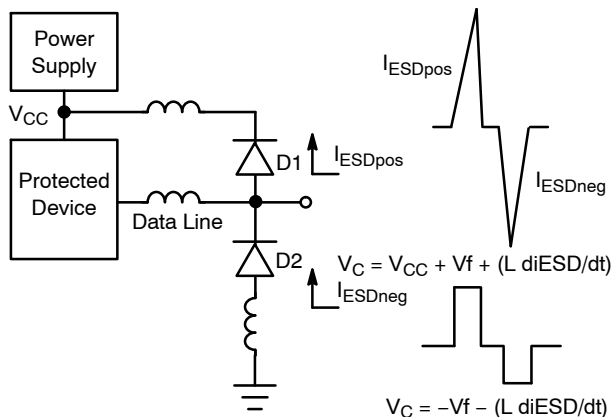 Power
Supply
V_CC
Protected
Device
Data Line
D1
I_ESDpos
D2
I_ESDneg
I_ESDpos
I_ESDneg
V_C = V_CC + Vf + (L diESD/dt)
V_C = −Vf − (L diESD/dt)